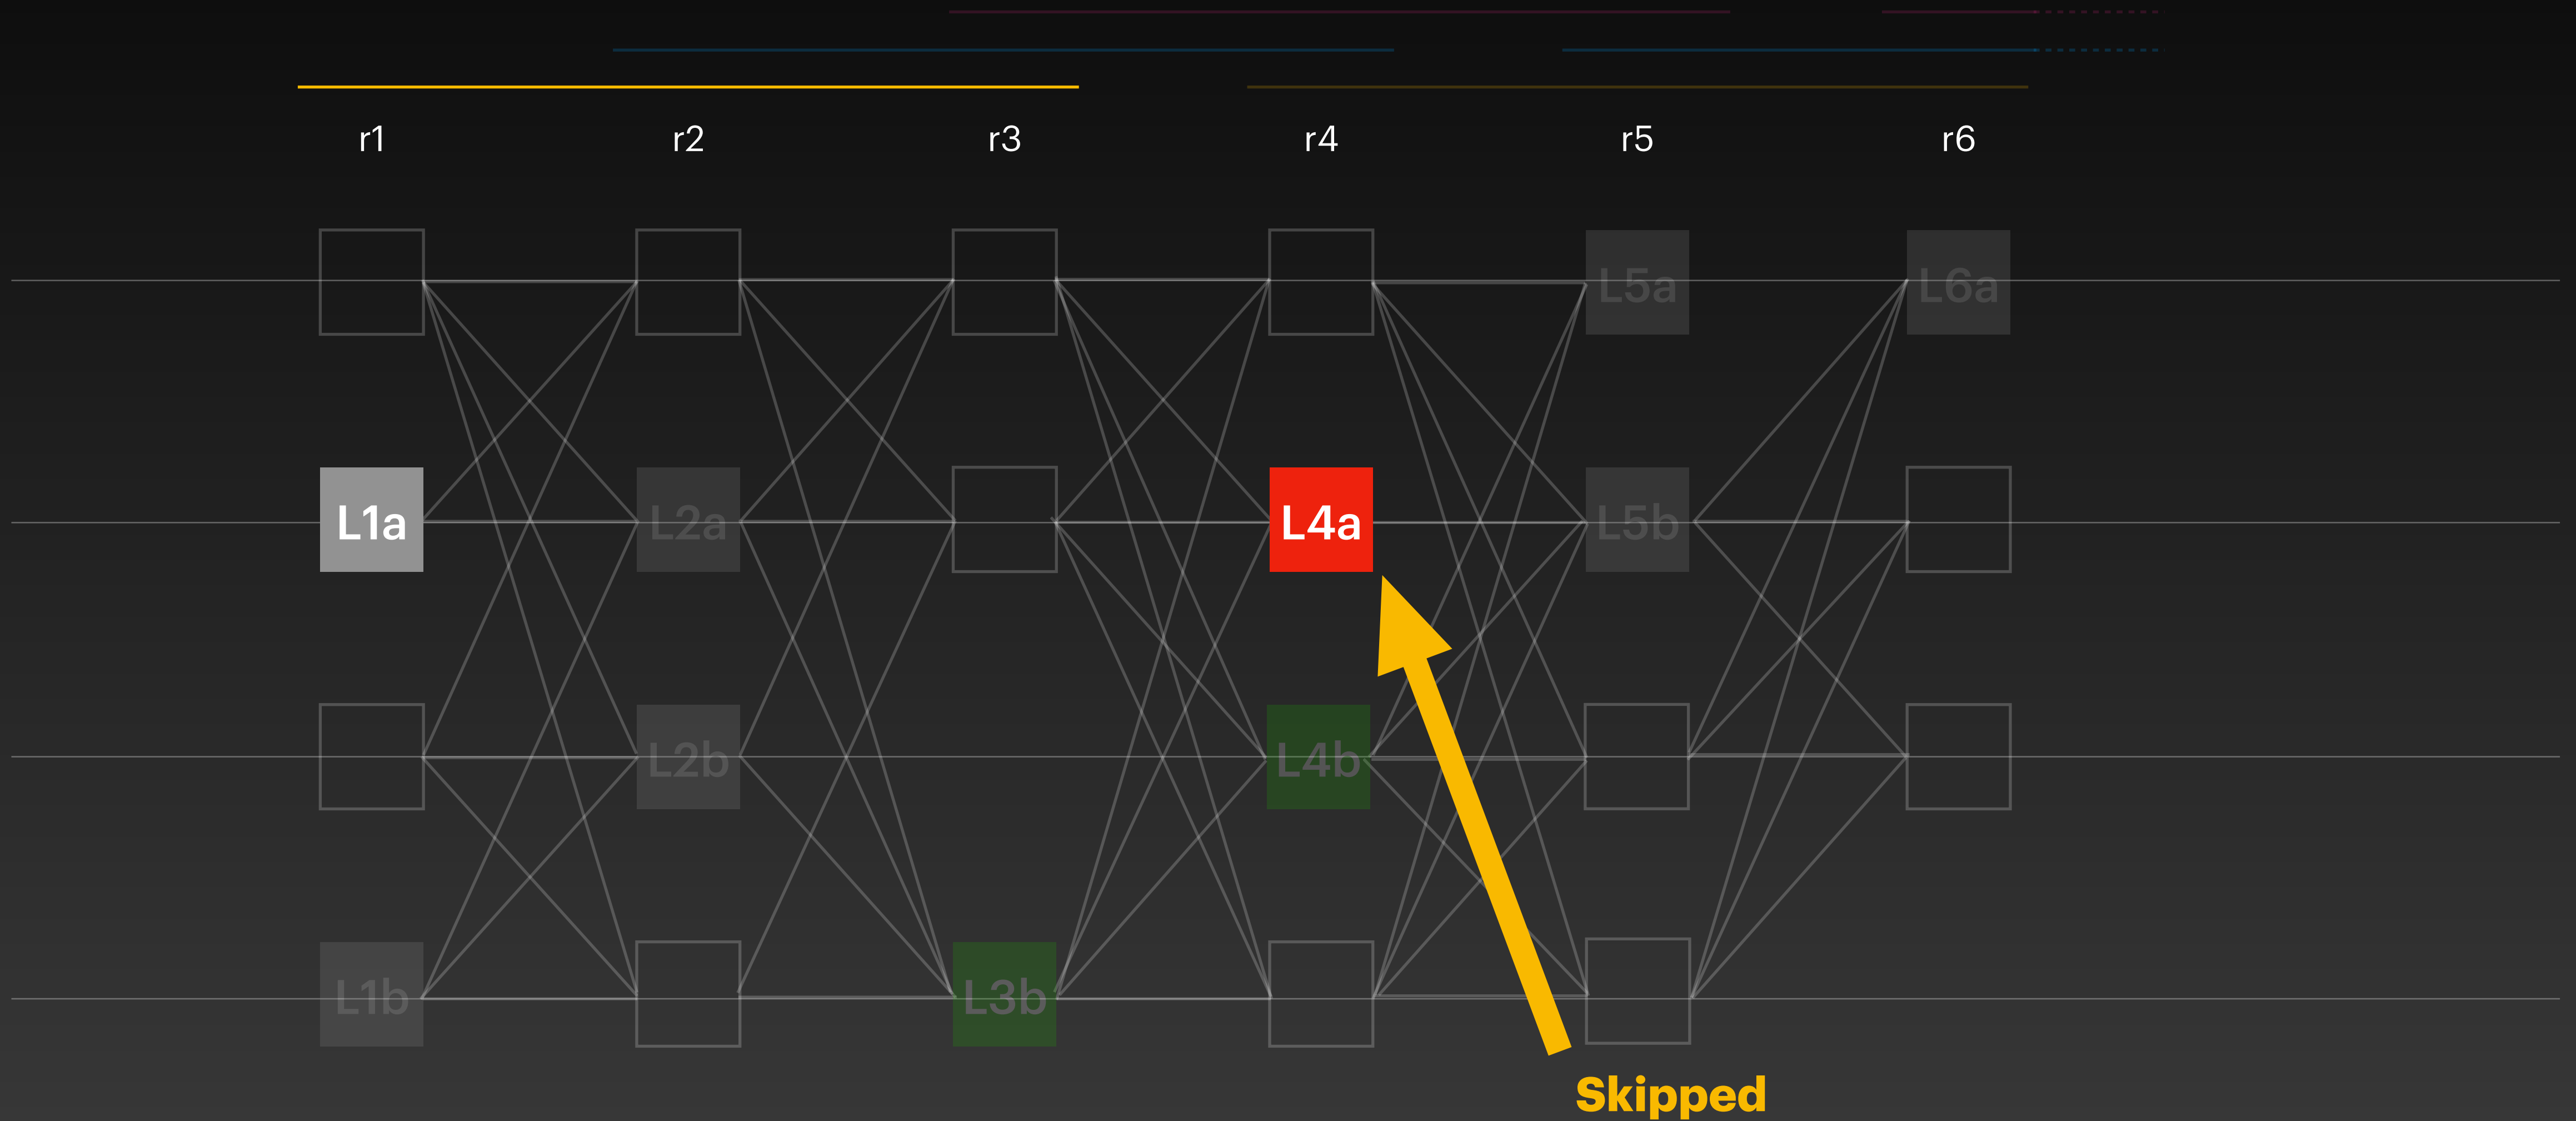 r1 r2 r3 r4 r5 r6
L5a L6a
L1a L2a L4a L5b
L2b L4b
L1b L3b
Skipped